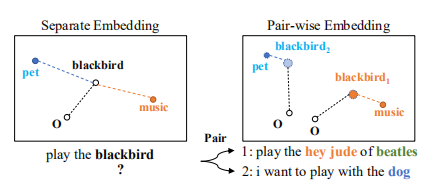 Separate Embedding
pet
blackbird
music
O
play the blackbird
?
Pair
Pair-wise Embedding
blackbird2
pet
blackbird1
music
O
O
1: play the hey jude of beatles
2: i want to play with the dog